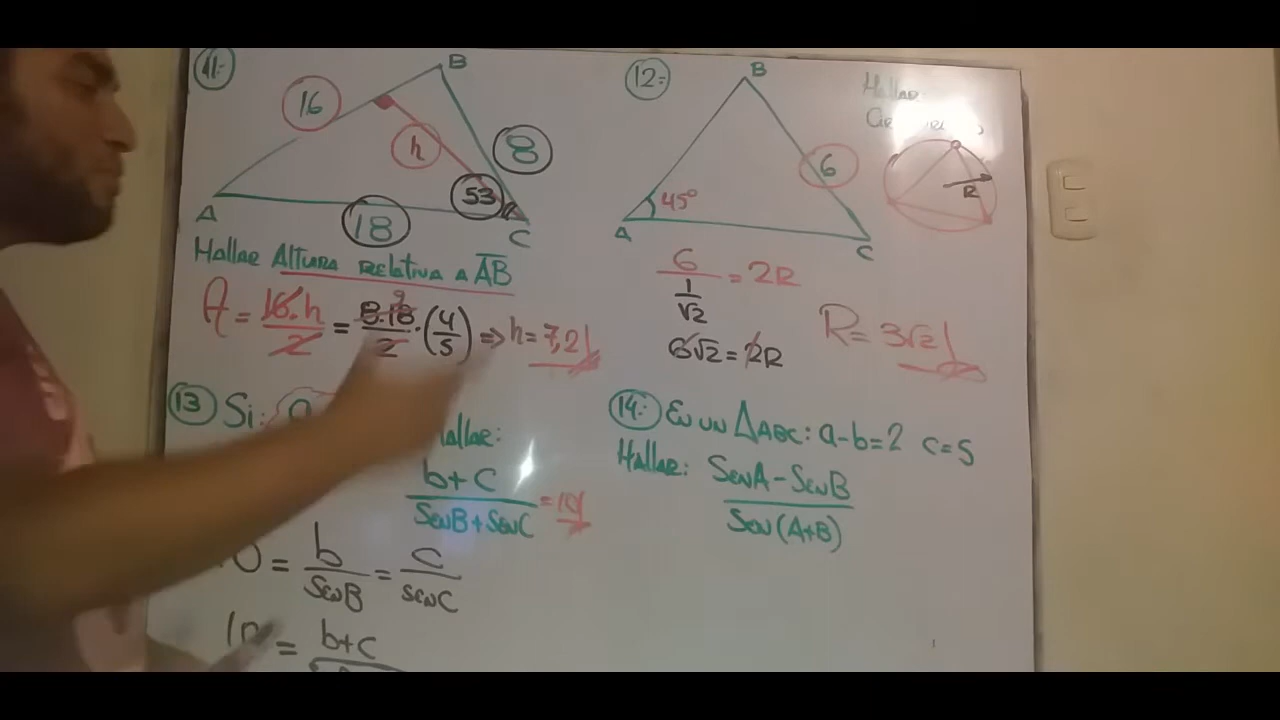 11:
B
16
h
8
53
A
18
C
Hallar Altura relativa a AB
A = 16.h/2 = 8.18/2 . (4/5) => h = 7,2
9
12:
B
Hallar
6
45°
R
A
C
6/(1/√2) = 2R
6√2 = 2R
R = 3√2
13 Si:
Hallar:
b+c/SenB+SenC = 10
= b/SenB = c/senC
10 = b+c
14: En un ΔABC: a-b=2 c=5
Hallar: SenA - SenB/Sen(A+B)